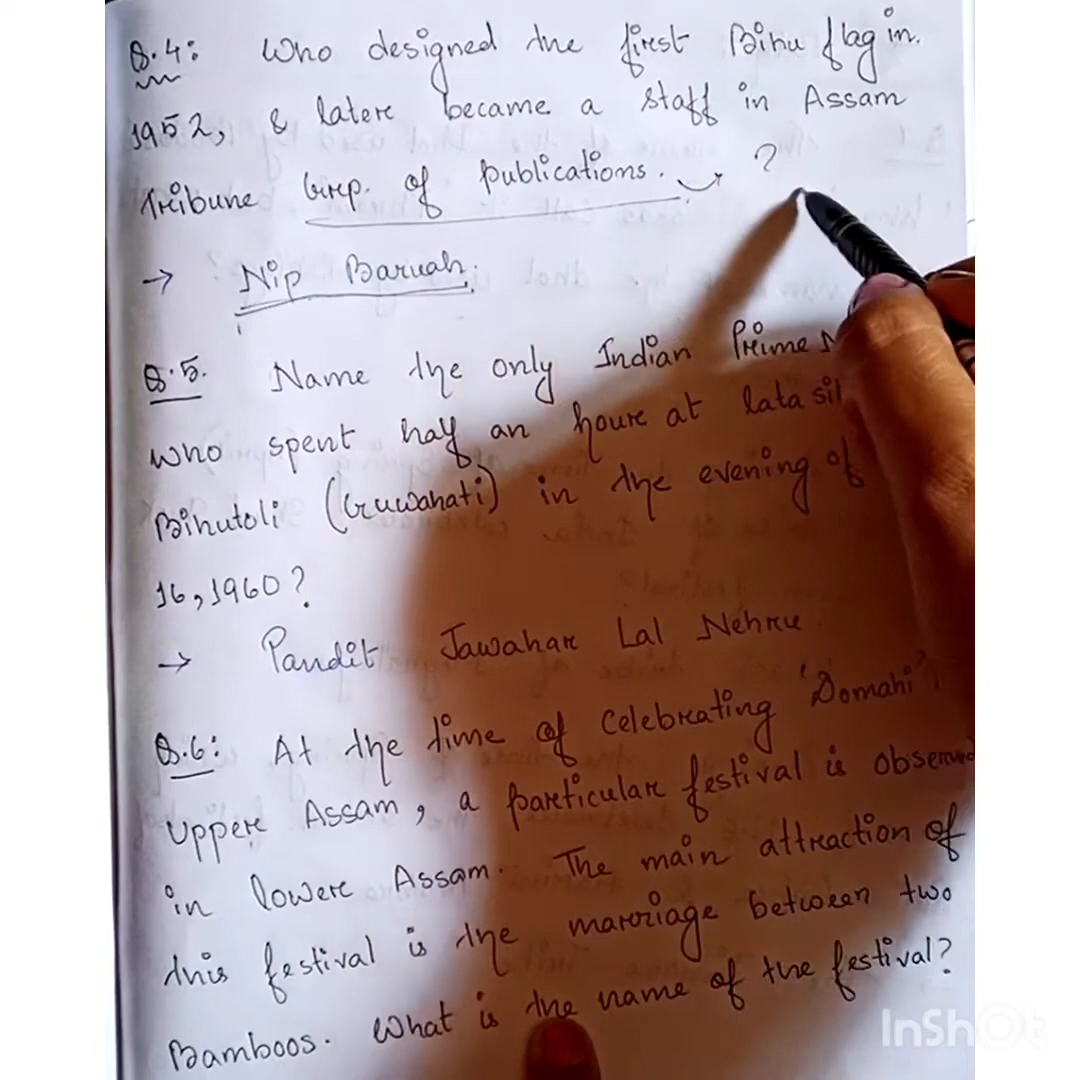 Q.4: Who designed the first Bihu flag in
1952, & later became a staff in Assam
Tribune Grp. of publications. ?
→ Nip Baruah.
Q.5. Name the only Indian Prime
who spent half an hour at latasil
Bihutoli (Guwahati) in the evening of
16, 1960?
→ Pandit Jawahar Lal Nehru
Q.6: At the time of celebrating 'Domahi'
Upper Assam, a particular festival is observed
in lower Assam. The main attraction of
this festival is the marriage between two
Bamboos. What is the name of the festival?
InShOt